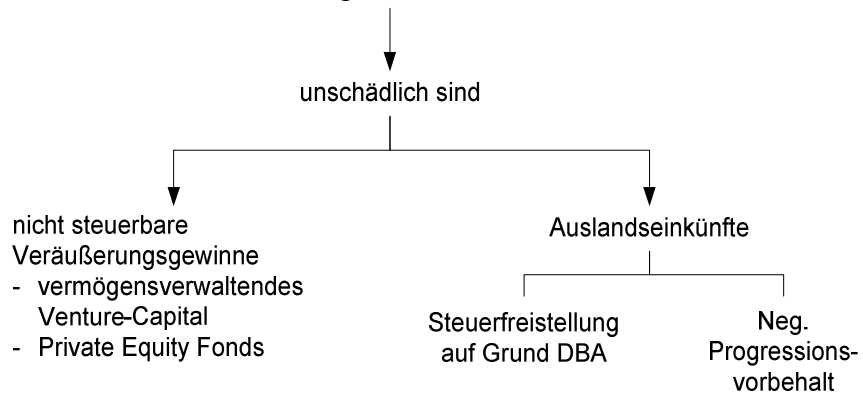 unschädlich sind
nicht steuerbare
Veräußerungsgewinne
- vermögensverwaltendes
Venture-Capital
- Private Equity Fonds
Auslandseinkünfte
Steuerfreistellung
auf Grund DBA
Neg.
Progressions-
vorbehalt